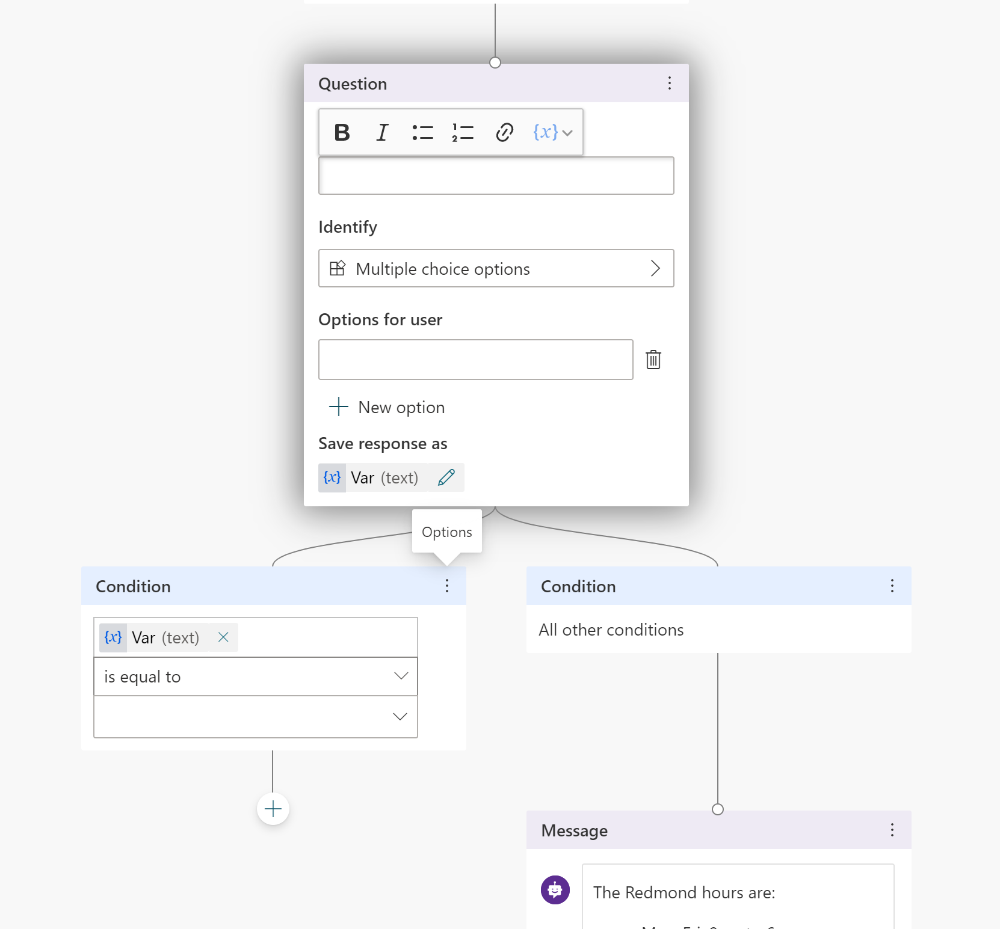 Question
B I {x}
Identify
Multiple choice options
Options for user
New option
Save response as
{x} Var (text)
Options
Condition
{x} Var (text)
is equal to
Condition
All other conditions
Message
The Redmond hours are: